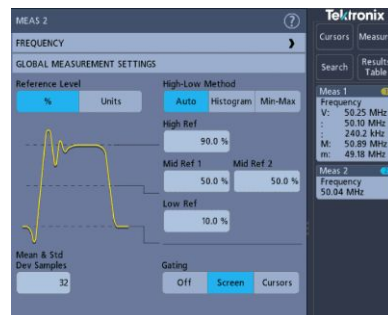 MEAS 2 ?
FREQUENCY
GLOBAL MEASUREMENT SETTINGS
Reference Level
% Units
High-Low Method
Auto Histogram Min-Max
High Ref
90.0 %
Mid Ref 1 Mid Ref 2
50.0 % 50.0 %
Low Ref
10.0 %
Mean & Std
Dev Samples
32
Gating
Off Screen Cursors
Tektronix
Cursors Measur
Search Results
Table
Meas 1
Frequency
V: 50.25 MHz
: 50.10 MHz
: 240.2 kHz
M: 50.89 MHz
m: 49.18 MHz
Meas 2
Frequency
50.04 MHz